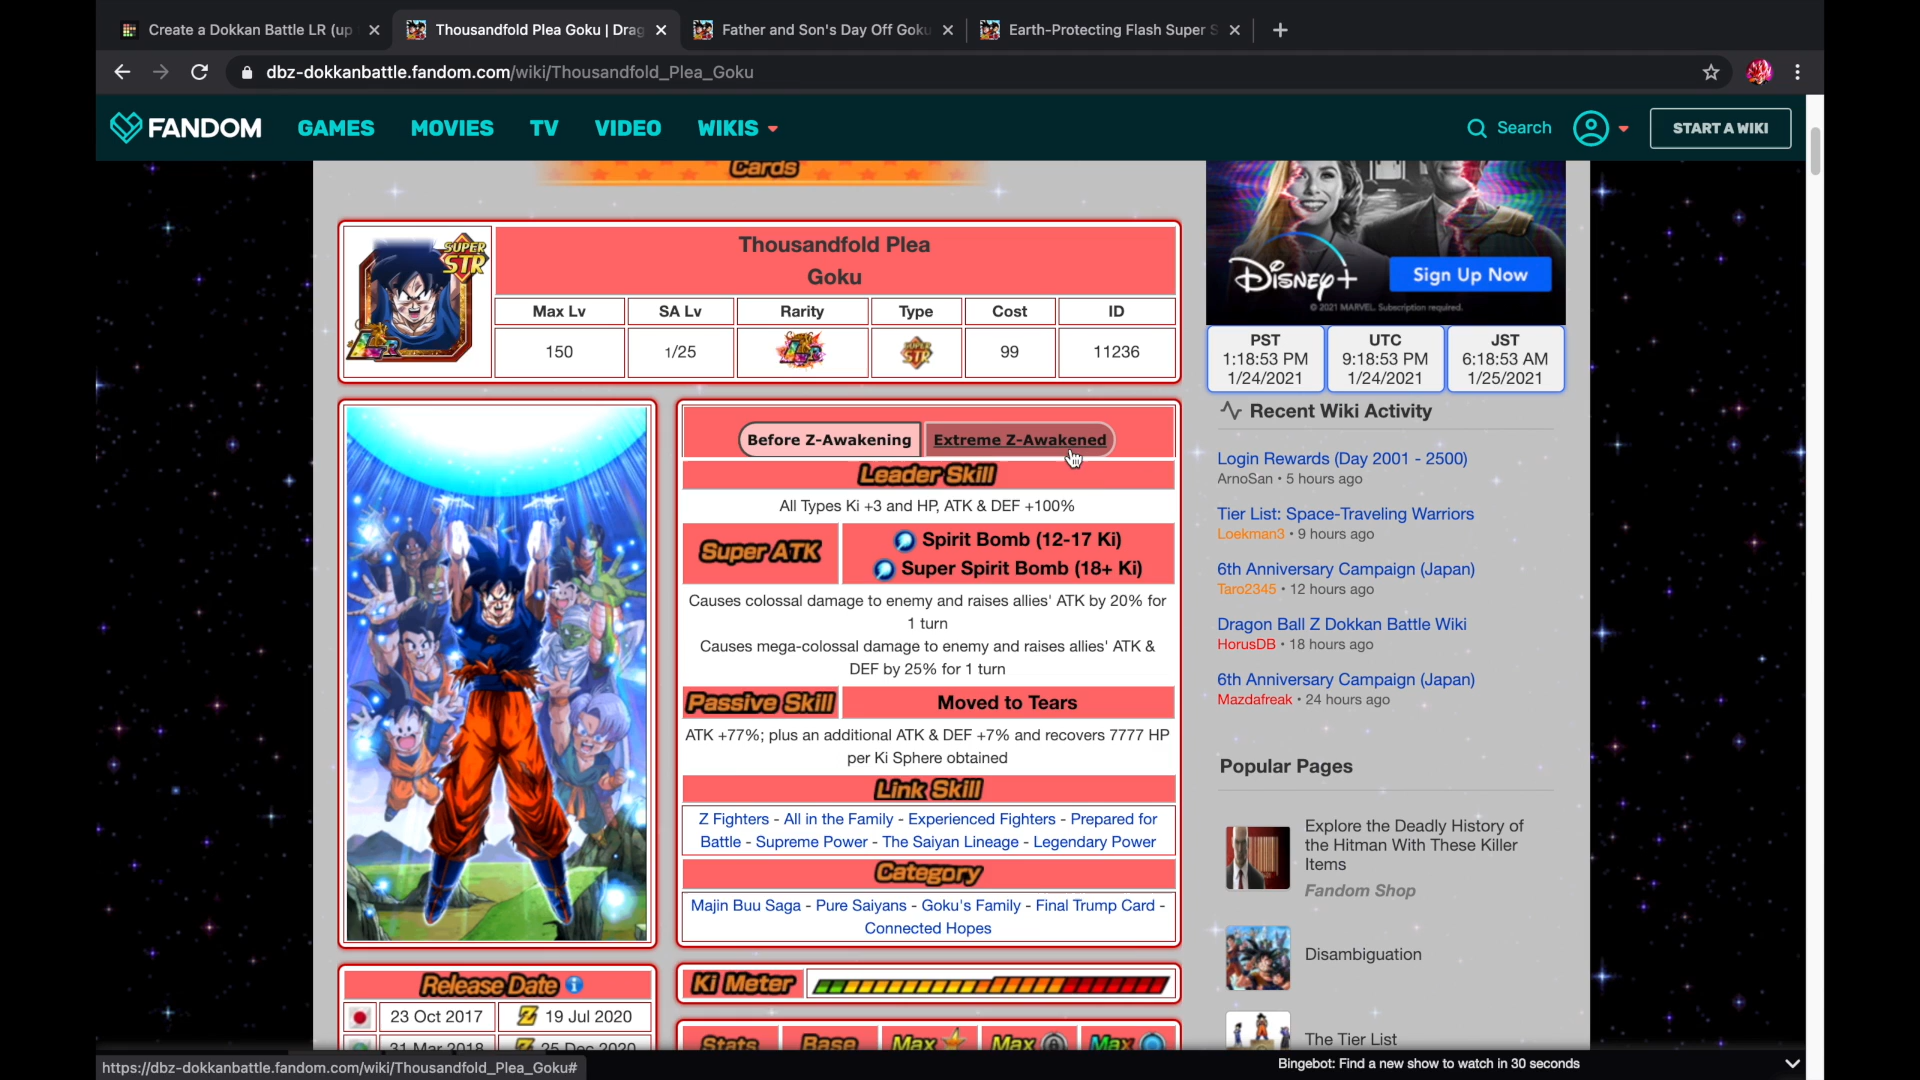 Create a Dokkan Battle LR (up
Thousandfold Plea Goku | Drag
Father and Son's Day Off Goku
Earth-Protecting Flash Super S
dbz-dokkanbattle.fandom.com/wiki/Thousandfold_Plea_Goku
FANDOM
GAMES
MOVIES
TV
VIDEO
WIKIS
Search
START A WIKI
Cards
SUPER STR
Thousandfold Plea
Goku
Max Lv
SA Lv
Rarity
Type
Cost
ID
150
1/25
LR
SUPER STR
99
11236
Before Z-Awakening
Extreme Z-Awakened
Leader Skill
All Types Ki +3 and HP, ATK & DEF +100%
Super ATK
Spirit Bomb (12-17 Ki)
Super Spirit Bomb (18+ Ki)
Causes colossal damage to enemy and raises allies' ATK by 20% for
1 turn
Causes mega-colossal damage to enemy and raises allies' ATK &
DEF by 25% for 1 turn
Passive Skill
Moved to Tears
ATK +77%; plus an additional ATK & DEF +7% and recovers 7777 HP
per Ki Sphere obtained
Link Skill
Z Fighters - All in the Family - Experienced Fighters - Prepared for
Battle - Supreme Power - The Saiyan Lineage - Legendary Power
Category
Majin Buu Saga - Pure Saiyans - Goku's Family - Final Trump Card -
Connected Hopes
Release Date
23 Oct 2017
Z 19 Jul 2020
31 Mar 2018
Z 25 Dec 2020
Ki Meter
Stats
Base
Max
Max
Max
Disney+
Sign Up Now
© 2021 MARVEL. Subscription required.
PST
1:18:53 PM
1/24/2021
UTC
9:18:53 PM
1/24/2021
JST
6:18:53 AM
1/25/2021
Recent Wiki Activity
Login Rewards (Day 2001 - 2500)
ArnoSan • 5 hours ago
Tier List: Space-Traveling Warriors
Loekman3 • 9 hours ago
6th Anniversary Campaign (Japan)
Taro2345 • 12 hours ago
Dragon Ball Z Dokkan Battle Wiki
HorusDB • 18 hours ago
6th Anniversary Campaign (Japan)
Mazdafreak • 24 hours ago
Popular Pages
Explore the Deadly History of
the Hitman With These Killer
Items
Fandom Shop
Disambiguation
The Tier List
https://dbz-dokkanbattle.fandom.com/wiki/Thousandfold_Plea_Goku#
Bingebot: Find a new show to watch in 30 seconds